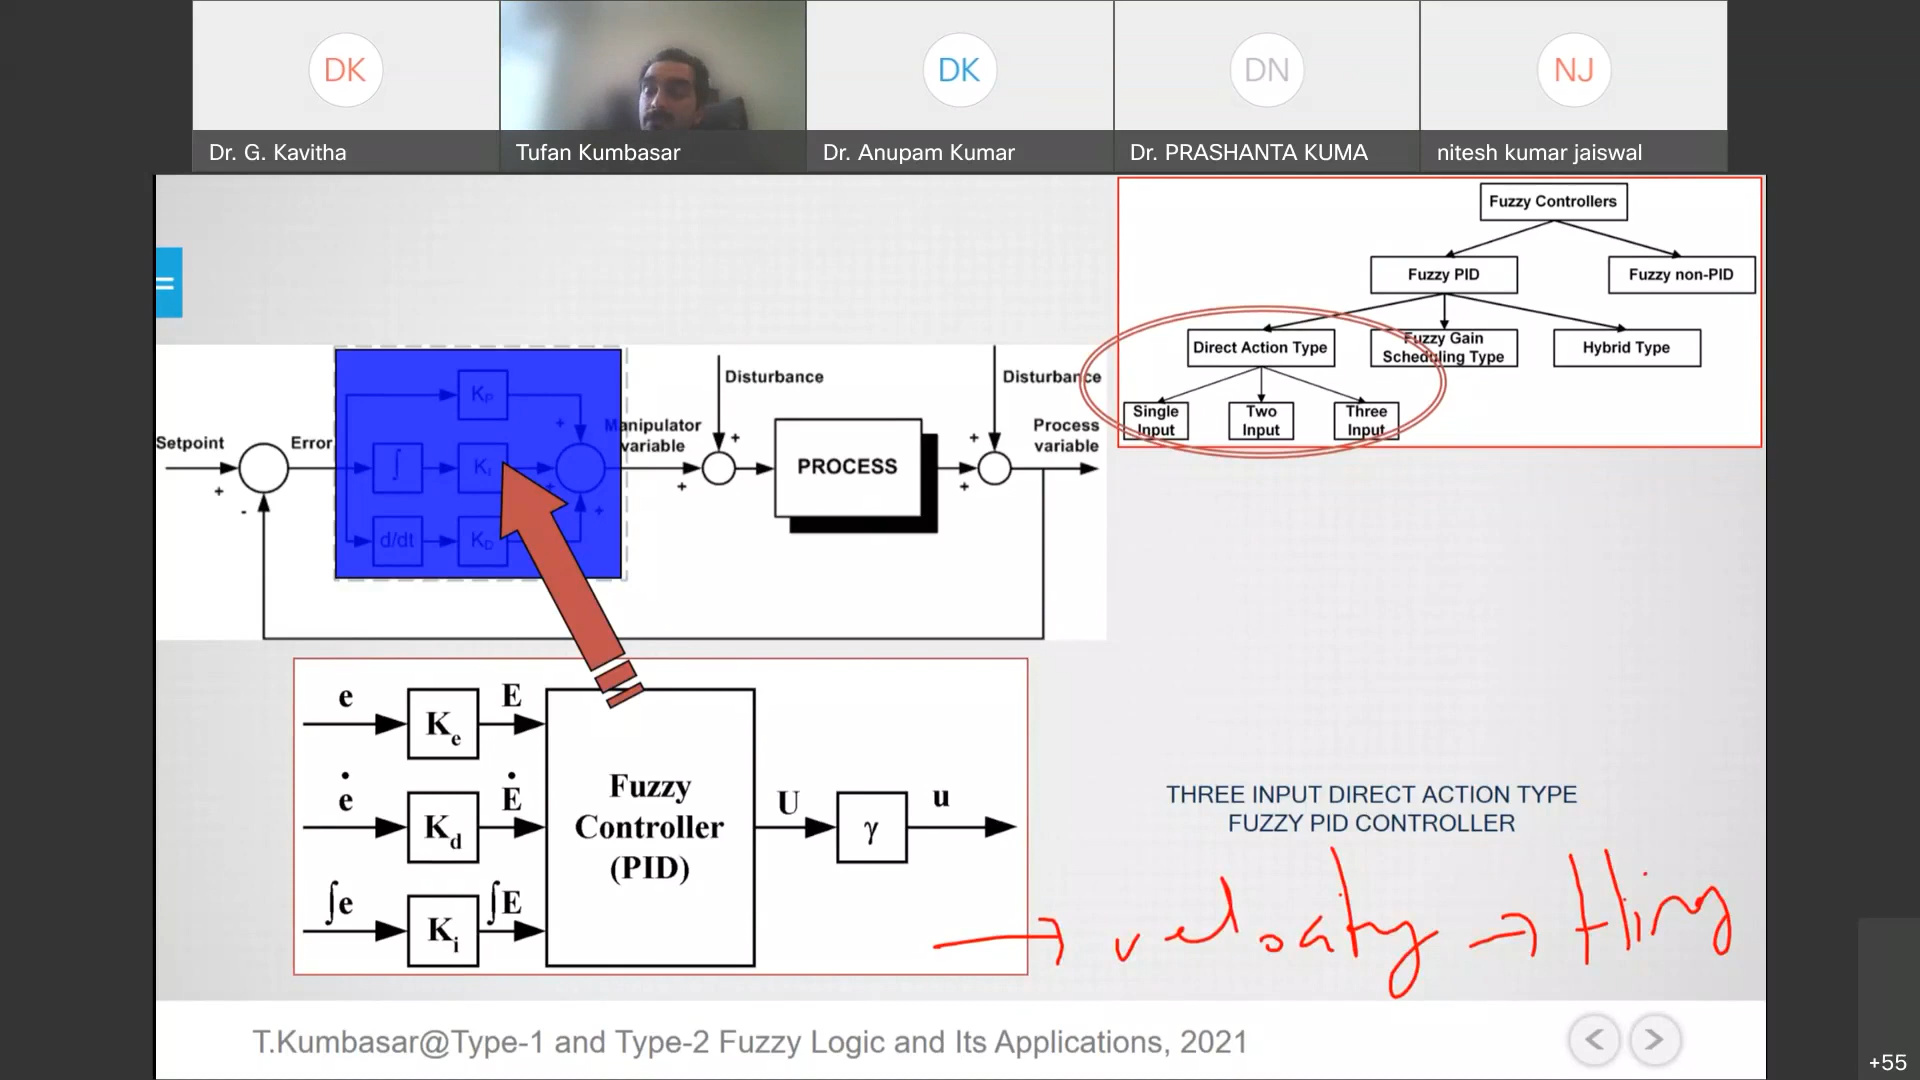 DK
DK
DN
NJ
Dr. G. Kavitha
Tufan Kumbasar
Dr. Anupam Kumar
Dr. PRASHANTA KUMA
nitesh kumar jaiswal
Fuzzy Controllers
Fuzzy PID
Fuzzy non-PID
Direct Action Type
Fuzzy Gain
Scheduling Type
Hybrid Type
Single
Input
Two
Input
Three
Input
=
Setpoint
+
-
Error
KP
∫
KI
d/dt
KD
+
+
+
Manipulator
variable
+
Disturbance
+
PROCESS
Disturbance
+
+
Process
variable
e
Ke
E
ė
Kd
Ė
∫e
Ki
∫E
Fuzzy
Controller
(PID)
U
γ
u
THREE INPUT DIRECT ACTION TYPE
FUZZY PID CONTROLLER
→ velocity →
T.Kumbasar@Type-1 and Type-2 Fuzzy Logic and Its Applications, 2021
< >
+55